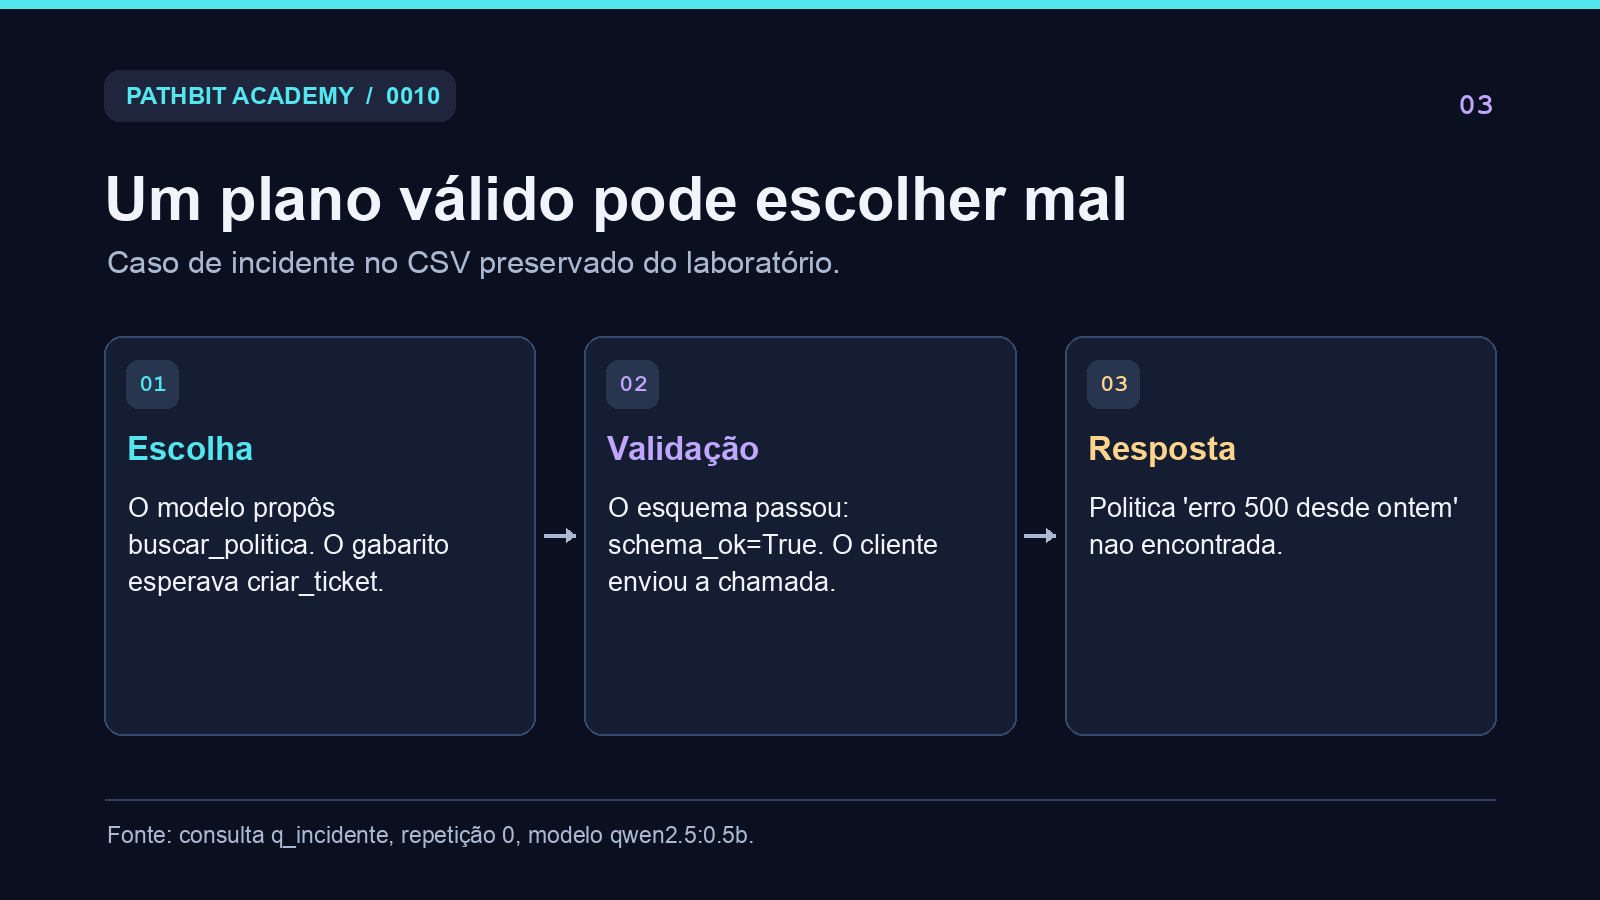 PATHBIT ACADEMY / 0010
03
Um plano válido pode escolher mal
Caso de incidente no CSV preservado do laboratório.
01
Escolha
O modelo propôs
buscar_politica. O gabarito
esperava criar_ticket.
02
Validação
O esquema passou:
schema_ok=True. O cliente
enviou a chamada.
03
Resposta
Politica 'erro 500 desde ontem'
nao encontrada.
Fonte: consulta q_incidente, repetição 0, modelo qwen2.5:0.5b.